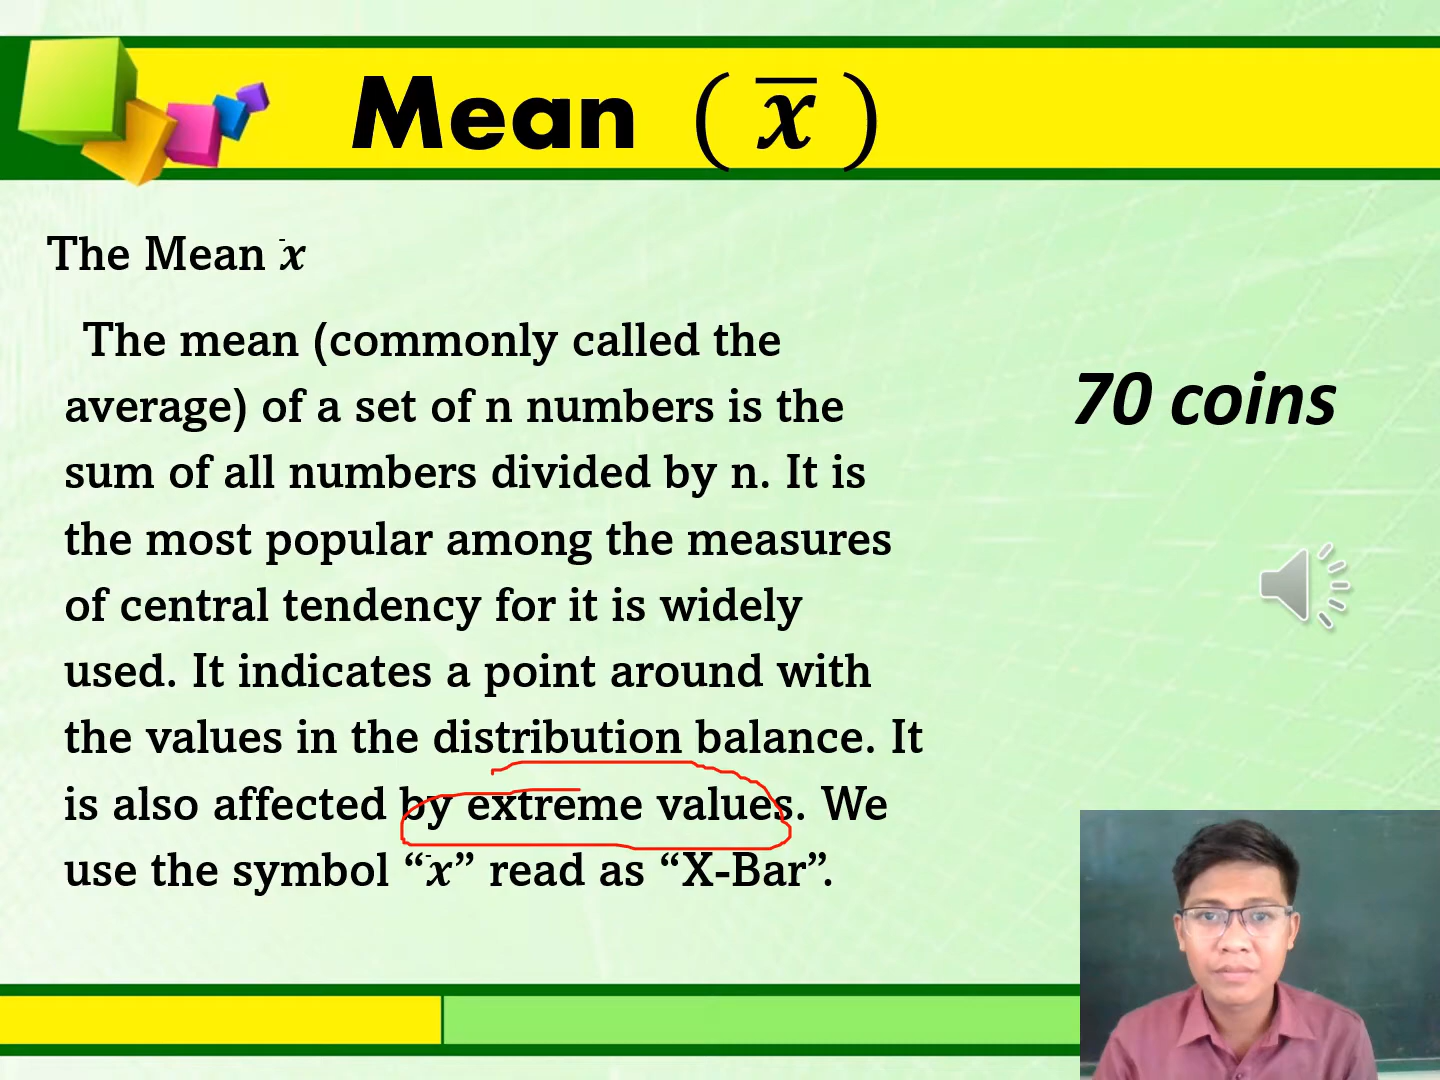 Mean ( x̅ )
The Mean x̄
The mean (commonly called the
average) of a set of n numbers is the
sum of all numbers divided by n. It is
the most popular among the measures
of central tendency for it is widely
used. It indicates a point around with
the values in the distribution balance. It
is also affected by extreme values. We
use the symbol “x̄” read as “X-Bar”.
70 coins